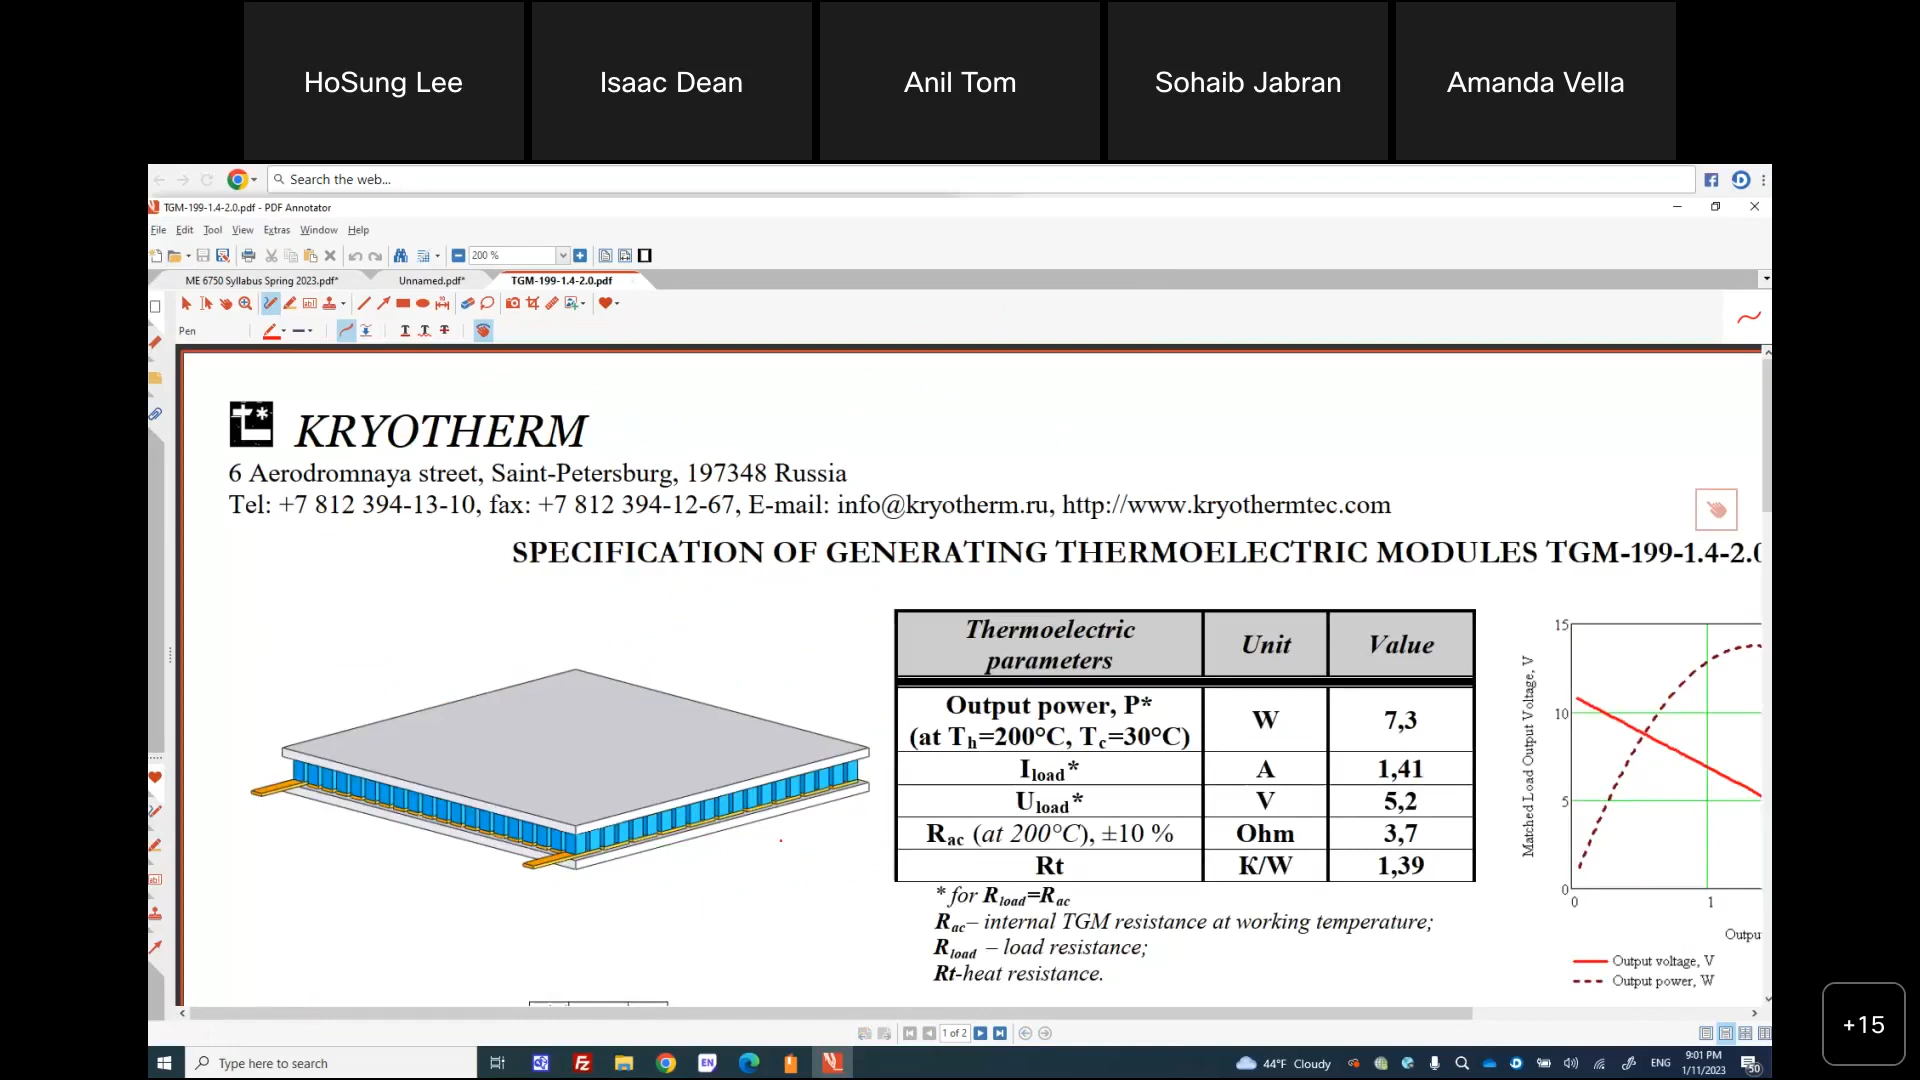 HoSung Lee
Isaac Dean
Anil Tom
Sohaib Jabran
Amanda Vella
Search the web...
TGM-199-1.4-2.0.pdf - PDF Annotator
File Edit Tool View Extras Window Help
200 %
ME 6750 Syllabus Spring 2023.pdf*
Unnamed.pdf*
TGM-199-1.4-2.0.pdf
Pen
KRYOTHERM
6 Aerodromnaya street, Saint-Petersburg, 197348 Russia
Tel: +7 812 394-13-10, fax: +7 812 394-12-67, E-mail: info@kryotherm.ru, http://www.kryothermtec.com
SPECIFICATION OF GENERATING THERMOELECTRIC MODULES TGM-199-1.4-2.0
Thermoelectric parameters Unit Value
Output power, P* (at Th=200°C, Tc=30°C) W 7,3
Iload* A 1,41
Uload* V 5,2
Rac (at 200°C), ±10 % Ohm 3,7
Rt K/W 1,39
* for Rload=Rac
Rac– internal TGM resistance at working temperature;
Rload – load resistance;
Rt-heat resistance.
Matched Load Output Voltage, V
15
10
5
0
0 1
Outpu
Output voltage, V
Output power, W
1 of 2
+15
Type here to search
EN
44°F Cloudy
ENG
9:01 PM
1/11/2023
50